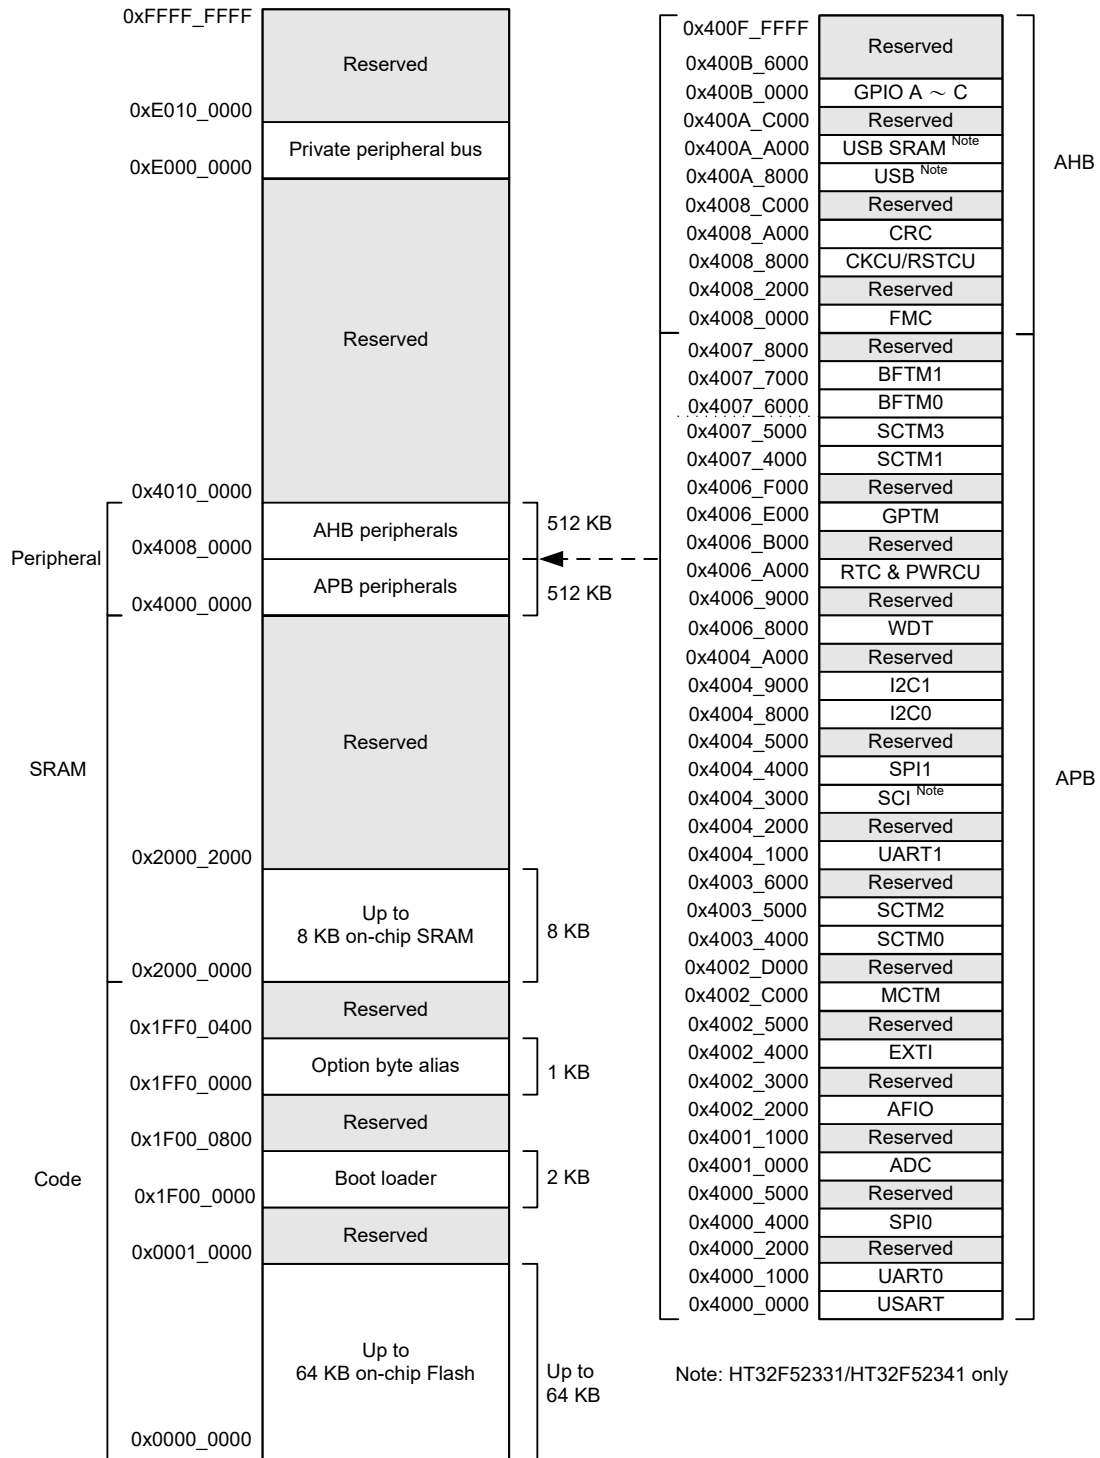 0xFFFF_FFFF
Reserved
0xE010_0000
Private peripheral bus
0xE000_0000
Reserved
0x4010_0000
AHB peripherals
512 KB
Peripheral
0x4008_0000
APB peripherals
512 KB
0x4000_0000
Reserved
SRAM
0x2000_2000
Up to
8 KB on-chip SRAM
8 KB
0x2000_0000
Reserved
0x1FF0_0400
Option byte alias
1 KB
0x1FF0_0000
Reserved
0x1F00_0800
Code
Boot loader
2 KB
0x1F00_0000
Reserved
0x0001_0000
Up to
64 KB on-chip Flash
Up to
64 KB
0x0000_0000
0x400F_FFFF
Reserved
0x400B_6000
0x400B_0000 GPIO A ~ C
0x400A_C000 Reserved
0x400A_A000 USB SRAM Note
AHB
0x400A_8000 USB Note
0x4008_C000 Reserved
0x4008_A000 CRC
0x4008_8000 CKCU/RSTCU
0x4008_2000 Reserved
0x4008_0000 FMC
0x4007_8000 Reserved
0x4007_7000 BFTM1
0x4007_6000 BFTM0
0x4007_5000 SCTM3
0x4007_4000 SCTM1
0x4006_F000 Reserved
0x4006_E000 GPTM
0x4006_B000 Reserved
0x4006_A000 RTC & PWRCU
0x4006_9000 Reserved
0x4006_8000 WDT
0x4004_A000 Reserved
0x4004_9000 I2C1
0x4004_8000 I2C0
0x4004_5000 Reserved
0x4004_4000 SPI1
APB
0x4004_3000 SCI Note
0x4004_2000 Reserved
0x4004_1000 UART1
0x4003_6000 Reserved
0x4003_5000 SCTM2
0x4003_4000 SCTM0
0x4002_D000 Reserved
0x4002_C000 MCTM
0x4002_5000 Reserved
0x4002_4000 EXTI
0x4002_3000 Reserved
0x4002_2000 AFIO
0x4001_1000 Reserved
0x4001_0000 ADC
0x4000_5000 Reserved
0x4000_4000 SPI0
0x4000_2000 Reserved
0x4000_1000 UART0
0x4000_0000 USART
Note: HT32F52331/HT32F52341 only